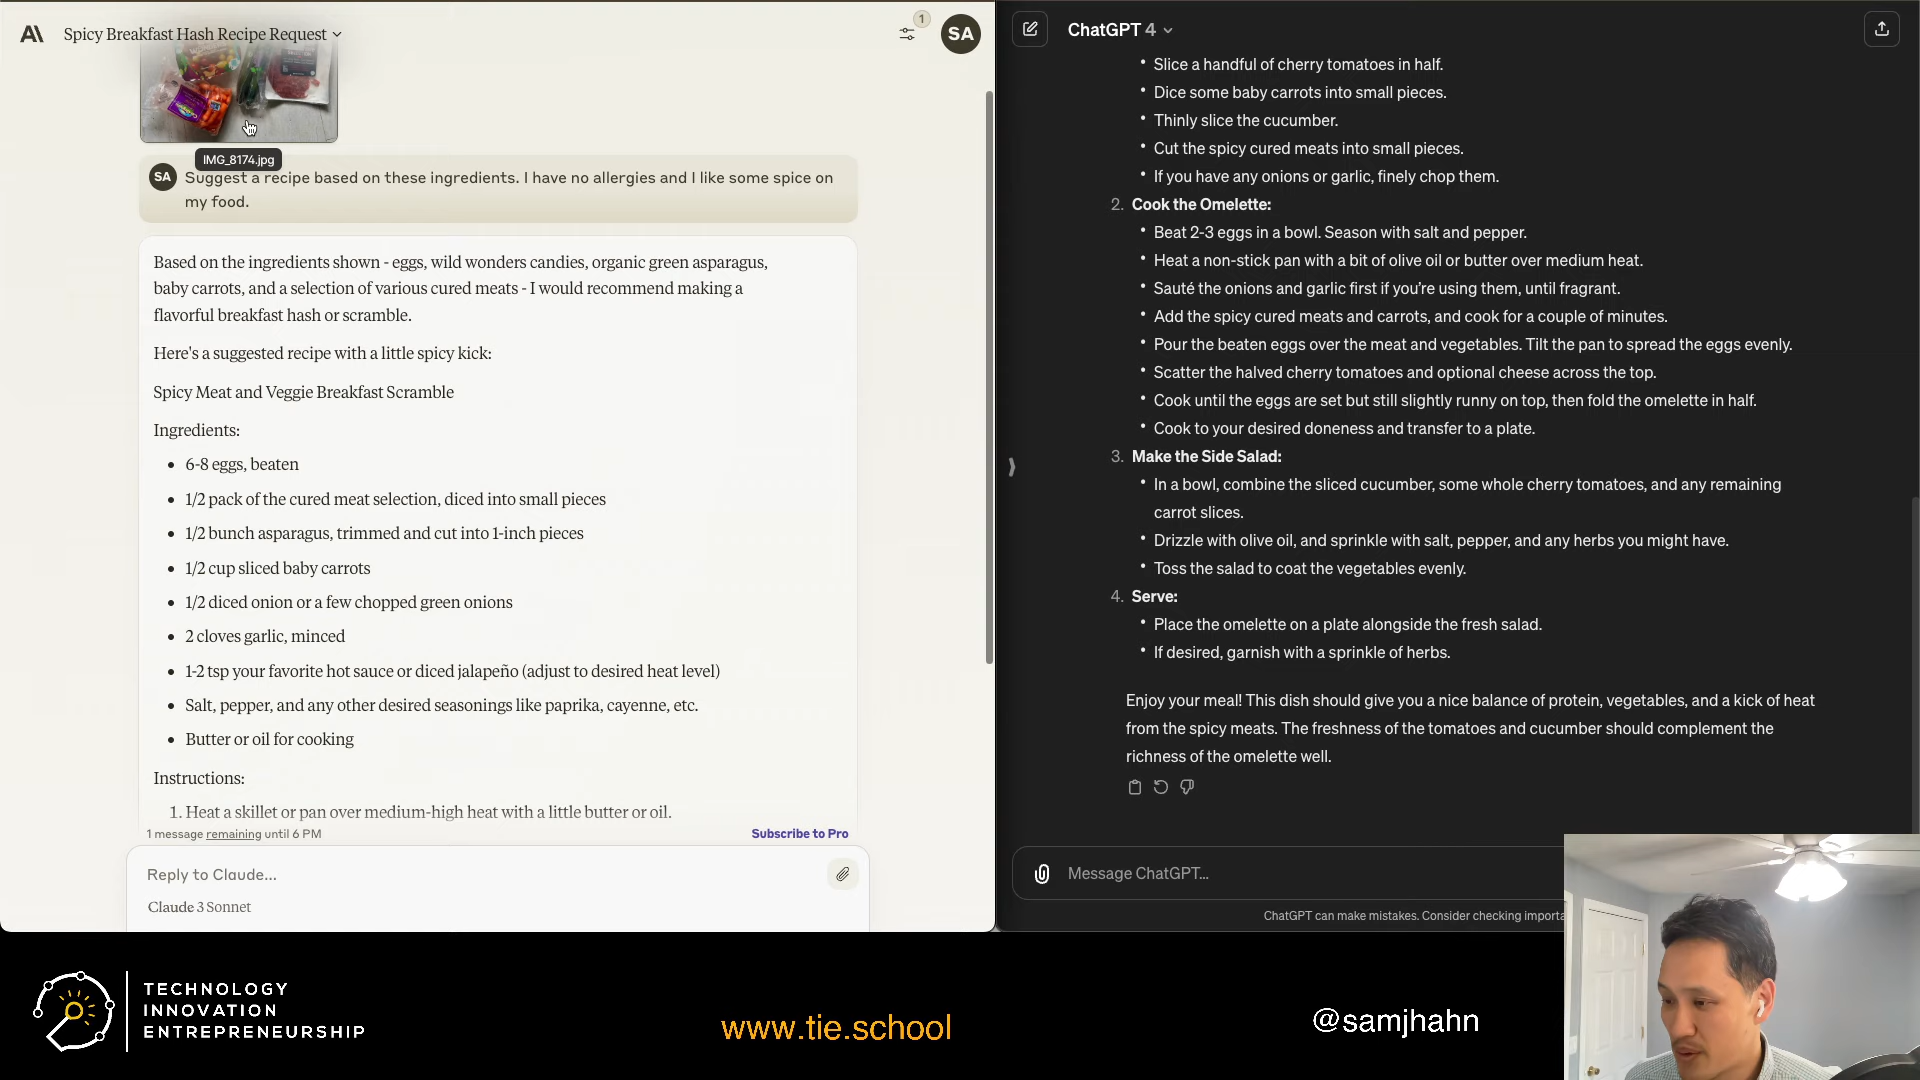 Spicy Breakfast Hash Recipe Request
1
SA
IMG_8174.jpg
SA
Suggest a recipe based on these ingredients. I have no allergies and I like some spice on
my food.
Based on the ingredients shown - eggs, wild wonders candies, organic green asparagus,
baby carrots, and a selection of various cured meats - I would recommend making a
flavorful breakfast hash or scramble.
Here's a suggested recipe with a little spicy kick:
Spicy Meat and Veggie Breakfast Scramble
Ingredients:
• 6-8 eggs, beaten
• 1/2 pack of the cured meat selection, diced into small pieces
• 1/2 bunch asparagus, trimmed and cut into 1-inch pieces
• 1/2 cup sliced baby carrots
• 1/2 diced onion or a few chopped green onions
• 2 cloves garlic, minced
• 1-2 tsp your favorite hot sauce or diced jalapeño (adjust to desired heat level)
• Salt, pepper, and any other desired seasonings like paprika, cayenne, etc.
• Butter or oil for cooking
Instructions:
1. Heat a skillet or pan over medium-high heat with a little butter or oil.
1 message remaining until 6 PM
Subscribe to Pro
Reply to Claude...
Claude 3 Sonnet
ChatGPT 4
• Slice a handful of cherry tomatoes in half.
• Dice some baby carrots into small pieces.
• Thinly slice the cucumber.
• Cut the spicy cured meats into small pieces.
• If you have any onions or garlic, finely chop them.
2. Cook the Omelette:
• Beat 2-3 eggs in a bowl. Season with salt and pepper.
• Heat a non-stick pan with a bit of olive oil or butter over medium heat.
• Sauté the onions and garlic first if you're using them, until fragrant.
• Add the spicy cured meats and carrots, and cook for a couple of minutes.
• Pour the beaten eggs over the meat and vegetables. Tilt the pan to spread the eggs evenly.
• Scatter the halved cherry tomatoes and optional cheese across the top.
• Cook until the eggs are set but still slightly runny on top, then fold the omelette in half.
• Cook to your desired doneness and transfer to a plate.
3. Make the Side Salad:
• In a bowl, combine the sliced cucumber, some whole cherry tomatoes, and any remaining
carrot slices.
• Drizzle with olive oil, and sprinkle with salt, pepper, and any herbs you might have.
• Toss the salad to coat the vegetables evenly.
4. Serve:
• Place the omelette on a plate alongside the fresh salad.
• If desired, garnish with a sprinkle of herbs.
Enjoy your meal! This dish should give you a nice balance of protein, vegetables, and a kick of heat
from the spicy meats. The freshness of the tomatoes and cucumber should complement the
richness of the omelette well.
Message ChatGPT...
ChatGPT can make mistakes. Consider checking importa
TECHNOLOGY
INNOVATION
ENTREPRENEURSHIP
www.tie.school
@samjhahn